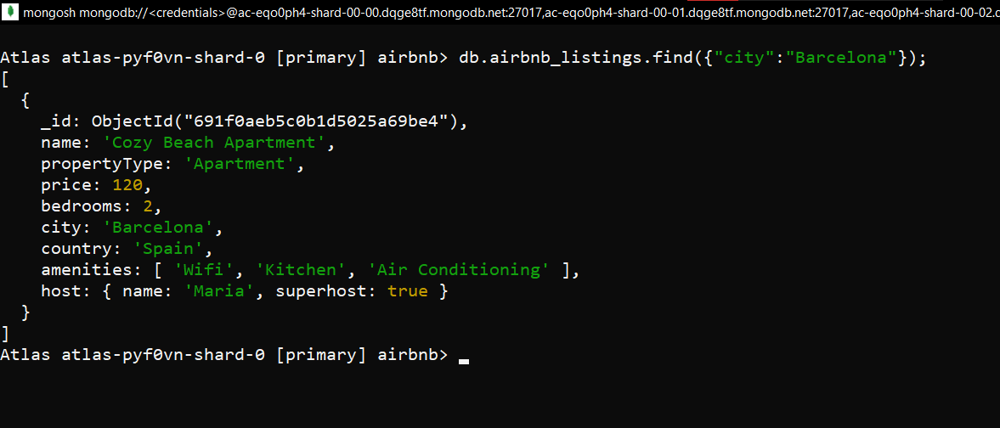 mongosh mongodb://<credentials>@ac-eqo0ph4-shard-00-00.dqge8tf.mongodb.net:27017,ac-eqo0ph4-shard-00-01.dqge8tf.mongodb.net:27017,ac-eqo0ph4-shard-00-02.c
Atlas atlas-pyf0vn-shard-0 [primary] airbnb> db.airbnb_listings.find({"city":"Barcelona"});
[
  {
    _id: ObjectId("691f0aeb5c0b1d5025a69be4"),
    name: 'Cozy Beach Apartment',
    propertyType: 'Apartment',
    price: 120,
    bedrooms: 2,
    city: 'Barcelona',
    country: 'Spain',
    amenities: [ 'Wifi', 'Kitchen', 'Air Conditioning' ],
    host: { name: 'Maria', superhost: true }
  }
]
Atlas atlas-pyf0vn-shard-0 [primary] airbnb>